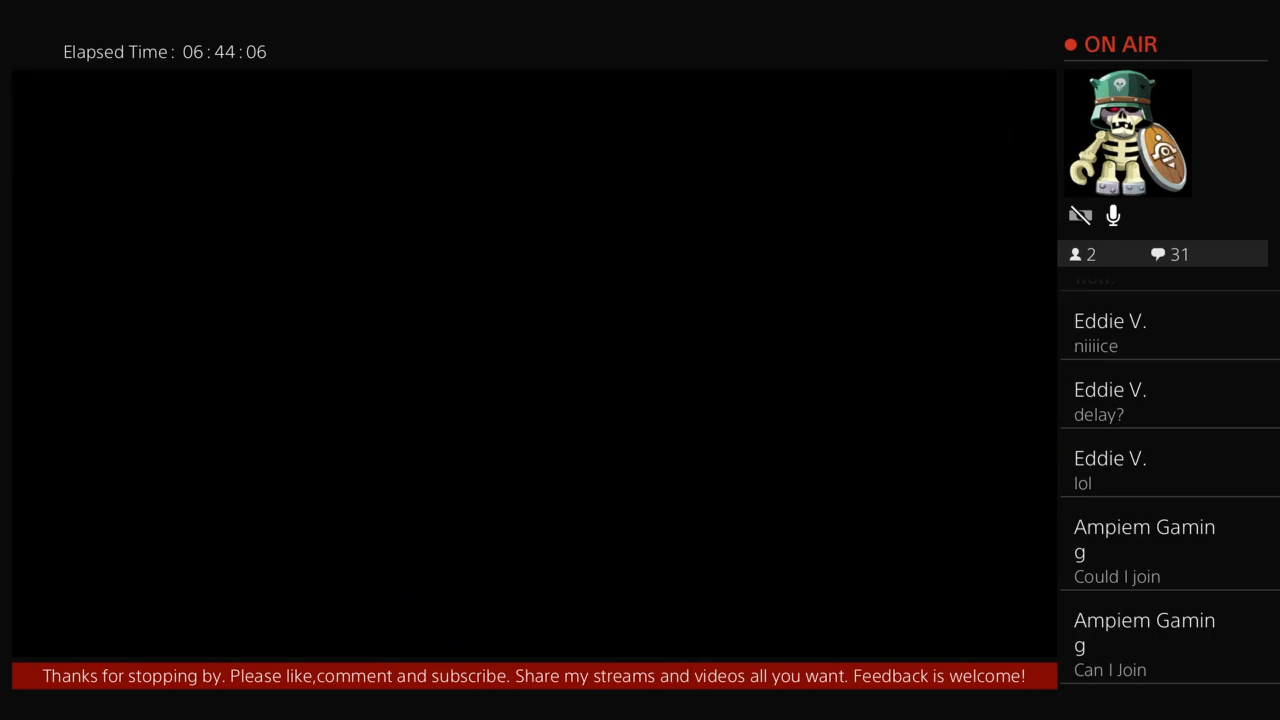 Elapsed Time: 06:44:06
ON AIR
2 31
Eddie V.
niiiice
Eddie V.
delay?
Eddie V.
lol
Ampiem Gamin
g
Could I join
Ampiem Gamin
g
Can I Join
Thanks for stopping by. Please like,comment and subscribe. Share my streams and videos all you want. Feedback is welcome!